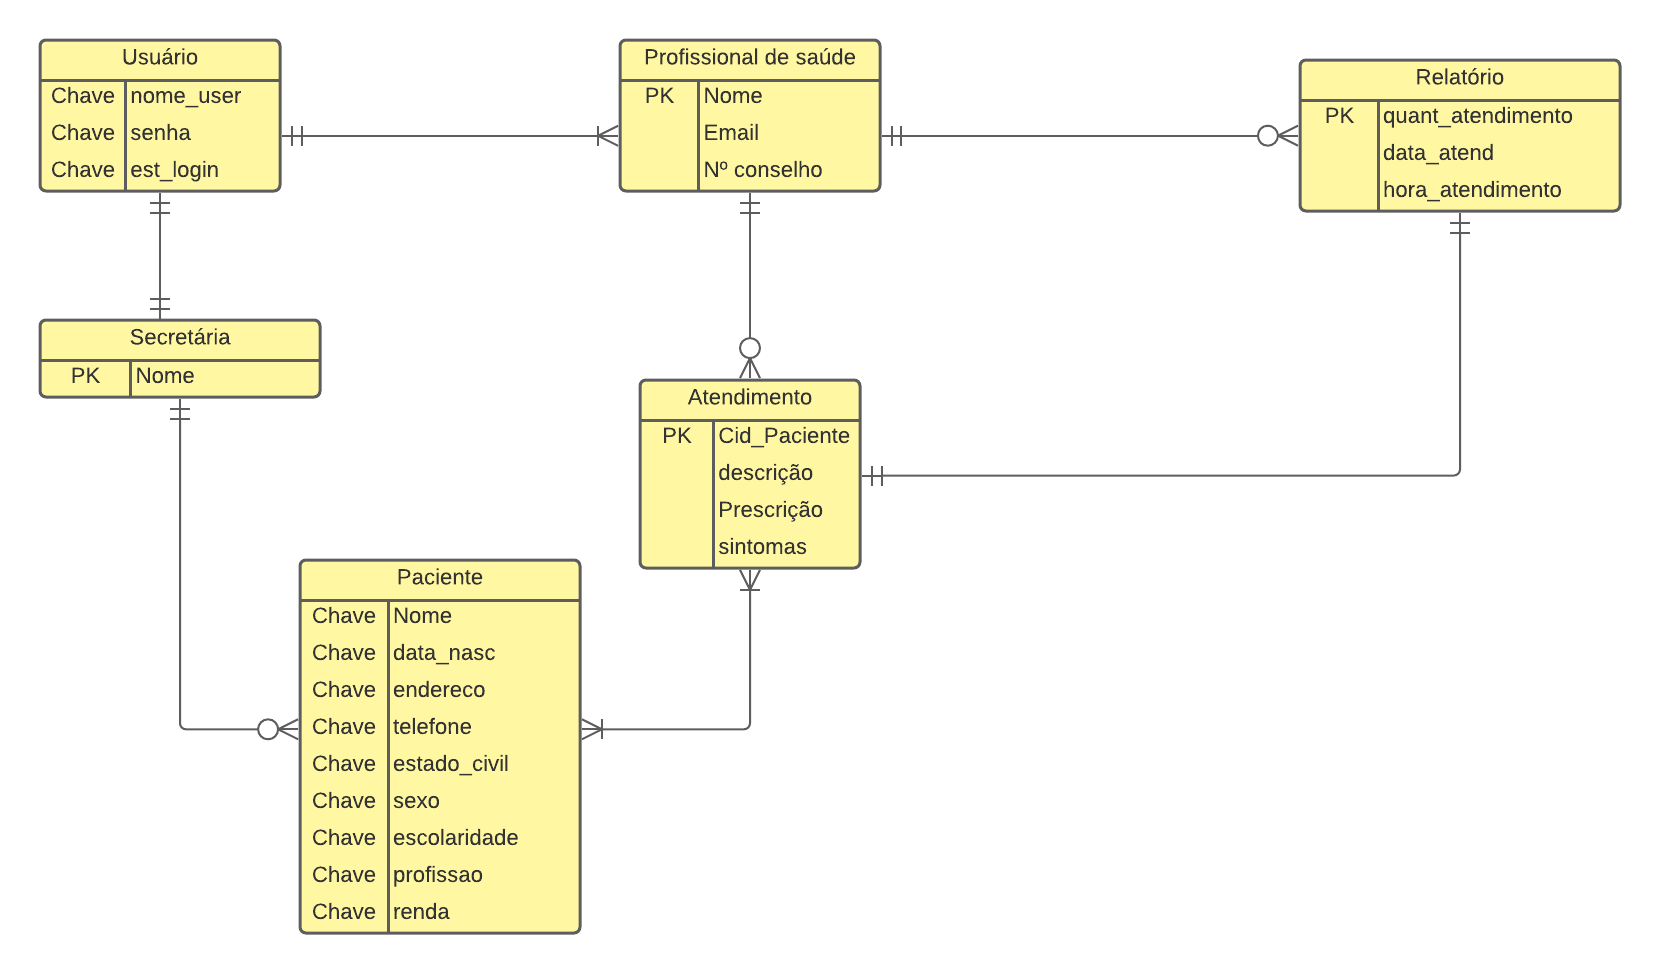 Usuário
Chave nome_user
Chave senha
Chave est_login
Profissional de saúde
PK Nome
Email
Nº conselho
Relatório
PK quant_atendimento
data_atend
hora_atendimento
Secretária
PK Nome
Atendimento
PK Cid_Paciente
descrição
Prescrição
sintomas
Paciente
Chave Nome
Chave data_nasc
Chave endereco
Chave telefone
Chave estado_civil
Chave sexo
Chave escolaridade
Chave profissao
Chave renda